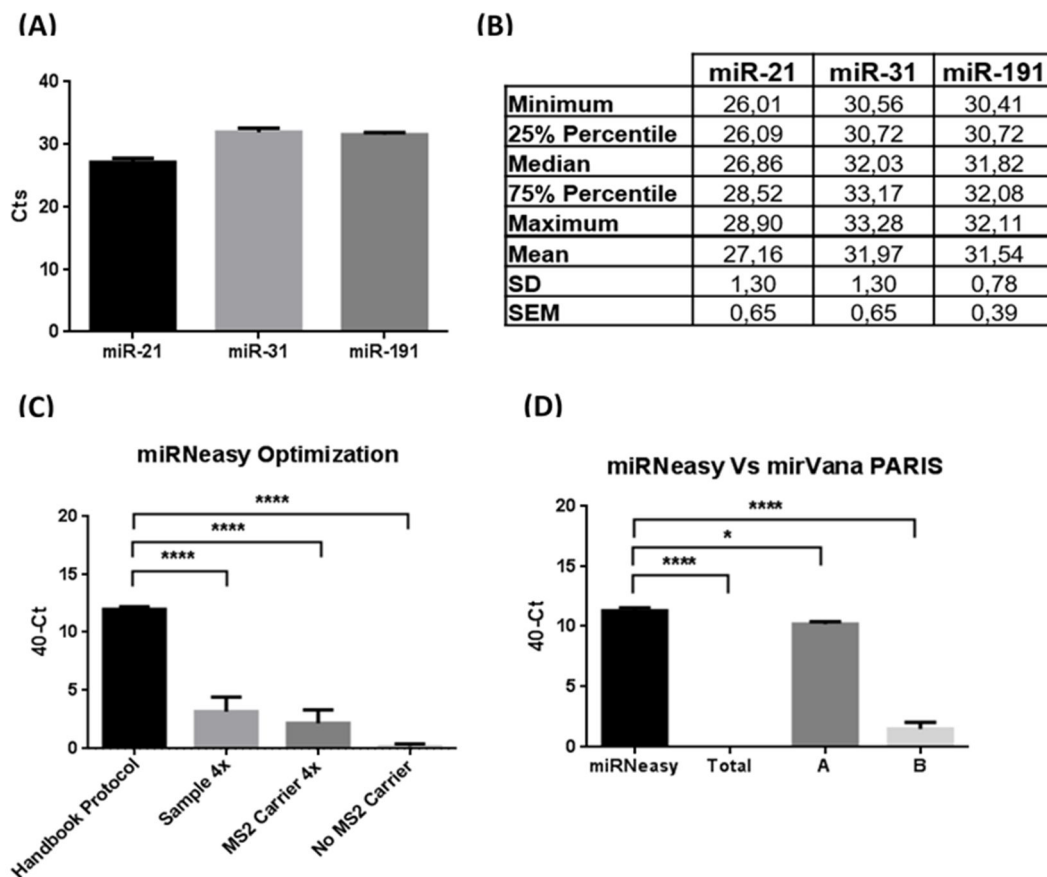 (A)
40
30
20
10
0
Cts
miR-21 miR-31 miR-191
(B)
miR-21 miR-31 miR-191
Minimum 26,01 30,56 30,41
25% Percentile 26,09 30,72 30,72
Median 26,86 32,03 31,82
75% Percentile 28,52 33,17 32,08
Maximum 28,90 33,28 32,11
Mean 27,16 31,97 31,54
SD 1,30 1,30 0,78
SEM 0,65 0,65 0,39
(C)
miRNeasy Optimization
****
****
****
20
15
10
5
0
40-Ct
Handbook Protocol
Sample 4x
MS2 Carrier 4x
No MS2 Carrier
(D)
miRNeasy Vs mirVana PARIS
****
*
****
20
15
10
5
0
40-Ct
miRNeasy Total A B